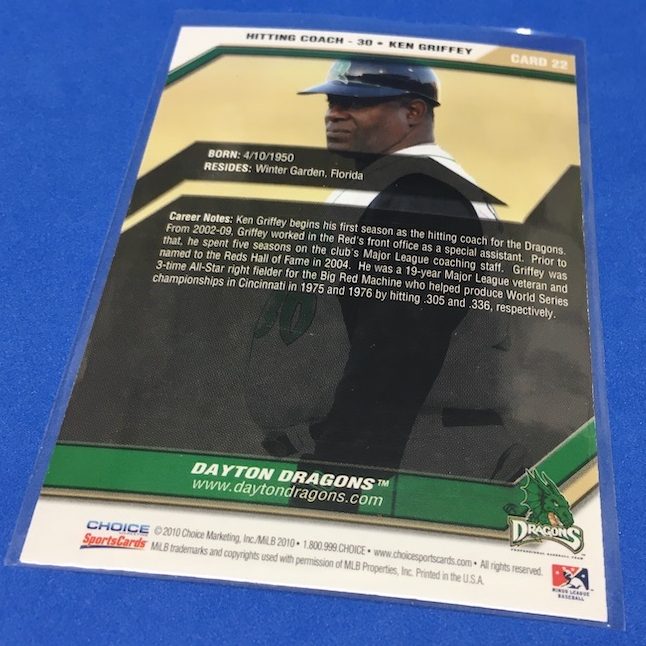 HITTING COACH - 30 • KEN GRIFFEY
CARD 22
BORN: 4/10/1950
RESIDES: Winter Garden, Florida
Career Notes: Ken Griffey begins his first season as the hitting coach for the Dragons.
From 2002-09, Griffey worked in the Red's front office as a special assistant. Prior to
that, he spent five seasons on the club's Major League coaching staff. Griffey was
named to the Reds Hall of Fame in 2004. He was a 19-year Major League veteran and
3-time All-Star right fielder for the Big Red Machine who helped produce World Series
championships in Cincinnati in 1975 and 1976 by hitting .305 and .336, respectively.
30
DAYTON DRAGONS™
www.daytondragons.com
DRAGONS
PROFESSIONAL BASEBALL TEAM
CHOICE
SportsCards
© 2010 Choice Marketing, Inc./MiLB 2010 • 1.800.999.CHOICE • www.choicesportscards.com • All rights reserved.
MiLB trademarks and copyrights used with permission of MLB Properties, Inc. Printed in the U.S.A.
MINOR LEAGUE
BASEBALL